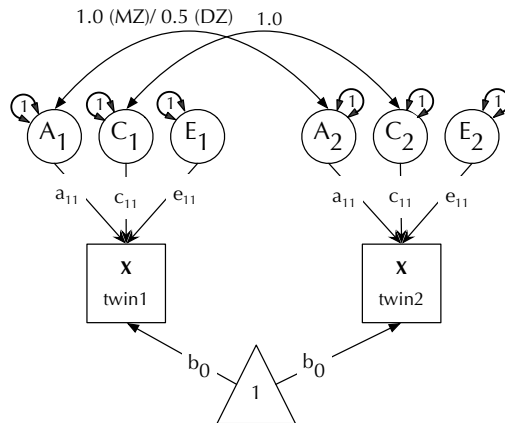 1.0 (MZ)/ 0.5 (DZ) 1.0
1 1 1 1 1 1
A1 C1 E1 A2 C2 E2
a11 c11 e11 a11 c11 e11
X X
twin1 twin2
b0 b0
1